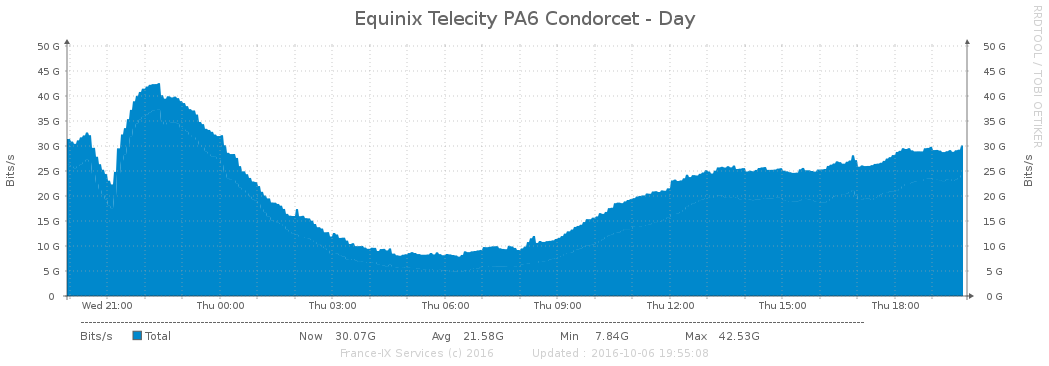 Equinix Telecity PA6 Condorcet - Day
RRDTOOL / TOBI OETIKER
50 G 50 G
45 G 45 G
40 G 40 G
35 G 35 G
30 G 30 G
25 G 25 G
20 G 20 G
15 G 15 G
10 G 10 G
5 G 5 G
0 0 G
Bits/s
Bits/s
Wed 21:00 Thu 00:00 Thu 03:00 Thu 06:00 Thu 09:00 Thu 12:00 Thu 15:00 Thu 18:00
Bits/s Total Now 30.07G Avg 21.58G Min 7.84G Max 42.53G
France-IX Services (c) 2016 Updated : 2016-10-06 19:55:08